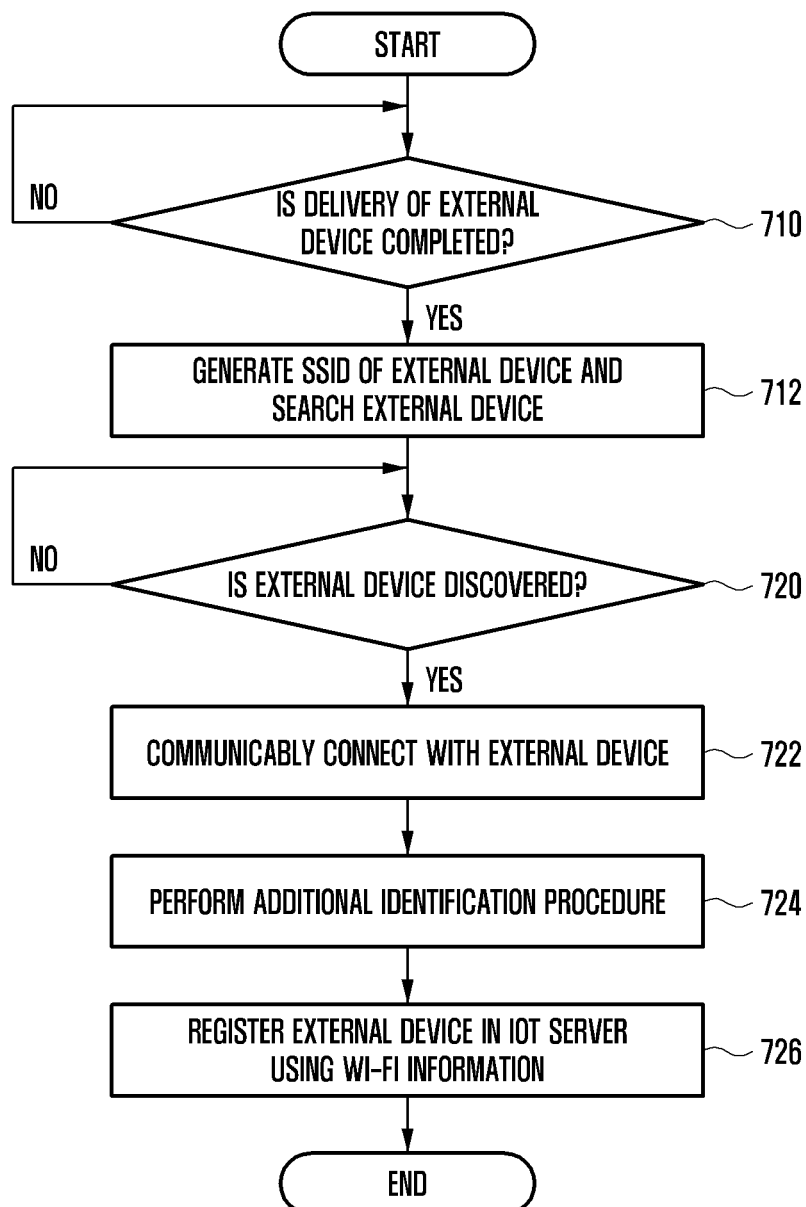 START
NO
IS DELIVERY OF EXTERNAL
DEVICE COMPLETED?
710
YES
GENERATE SSID OF EXTERNAL DEVICE AND
SEARCH EXTERNAL DEVICE
712
NO
IS EXTERNAL DEVICE DISCOVERED?
720
YES
COMMUNICABLY CONNECT WITH EXTERNAL DEVICE
722
PERFORM ADDITIONAL IDENTIFICATION PROCEDURE
724
REGISTER EXTERNAL DEVICE IN IOT SERVER
USING WI-FI INFORMATION
726
END